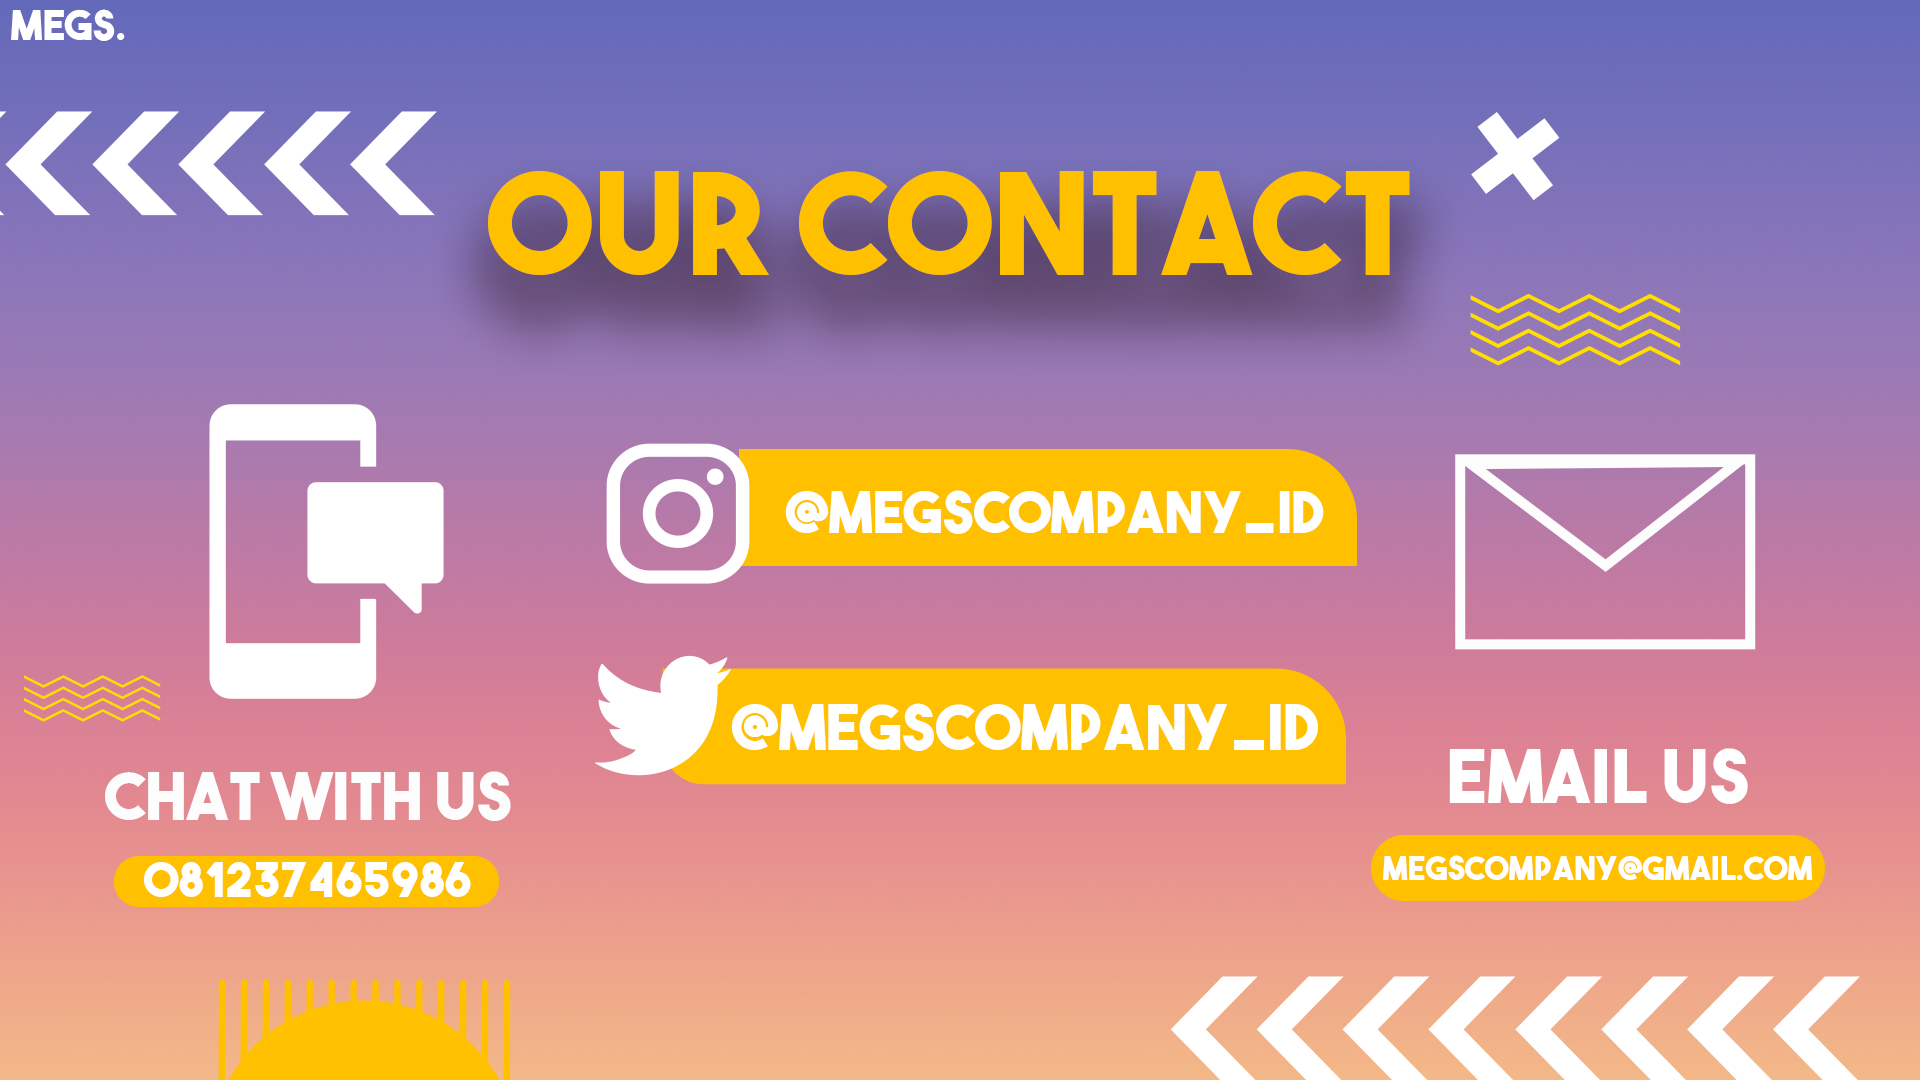 MEGS.
OUR CONTACT
@MEGSCOMPANY_ID
@MEGSCOMPANY_ID
CHAT WITH US
081237465986
EMAIL US
MEGSCOMPANY@GMAIL.COM